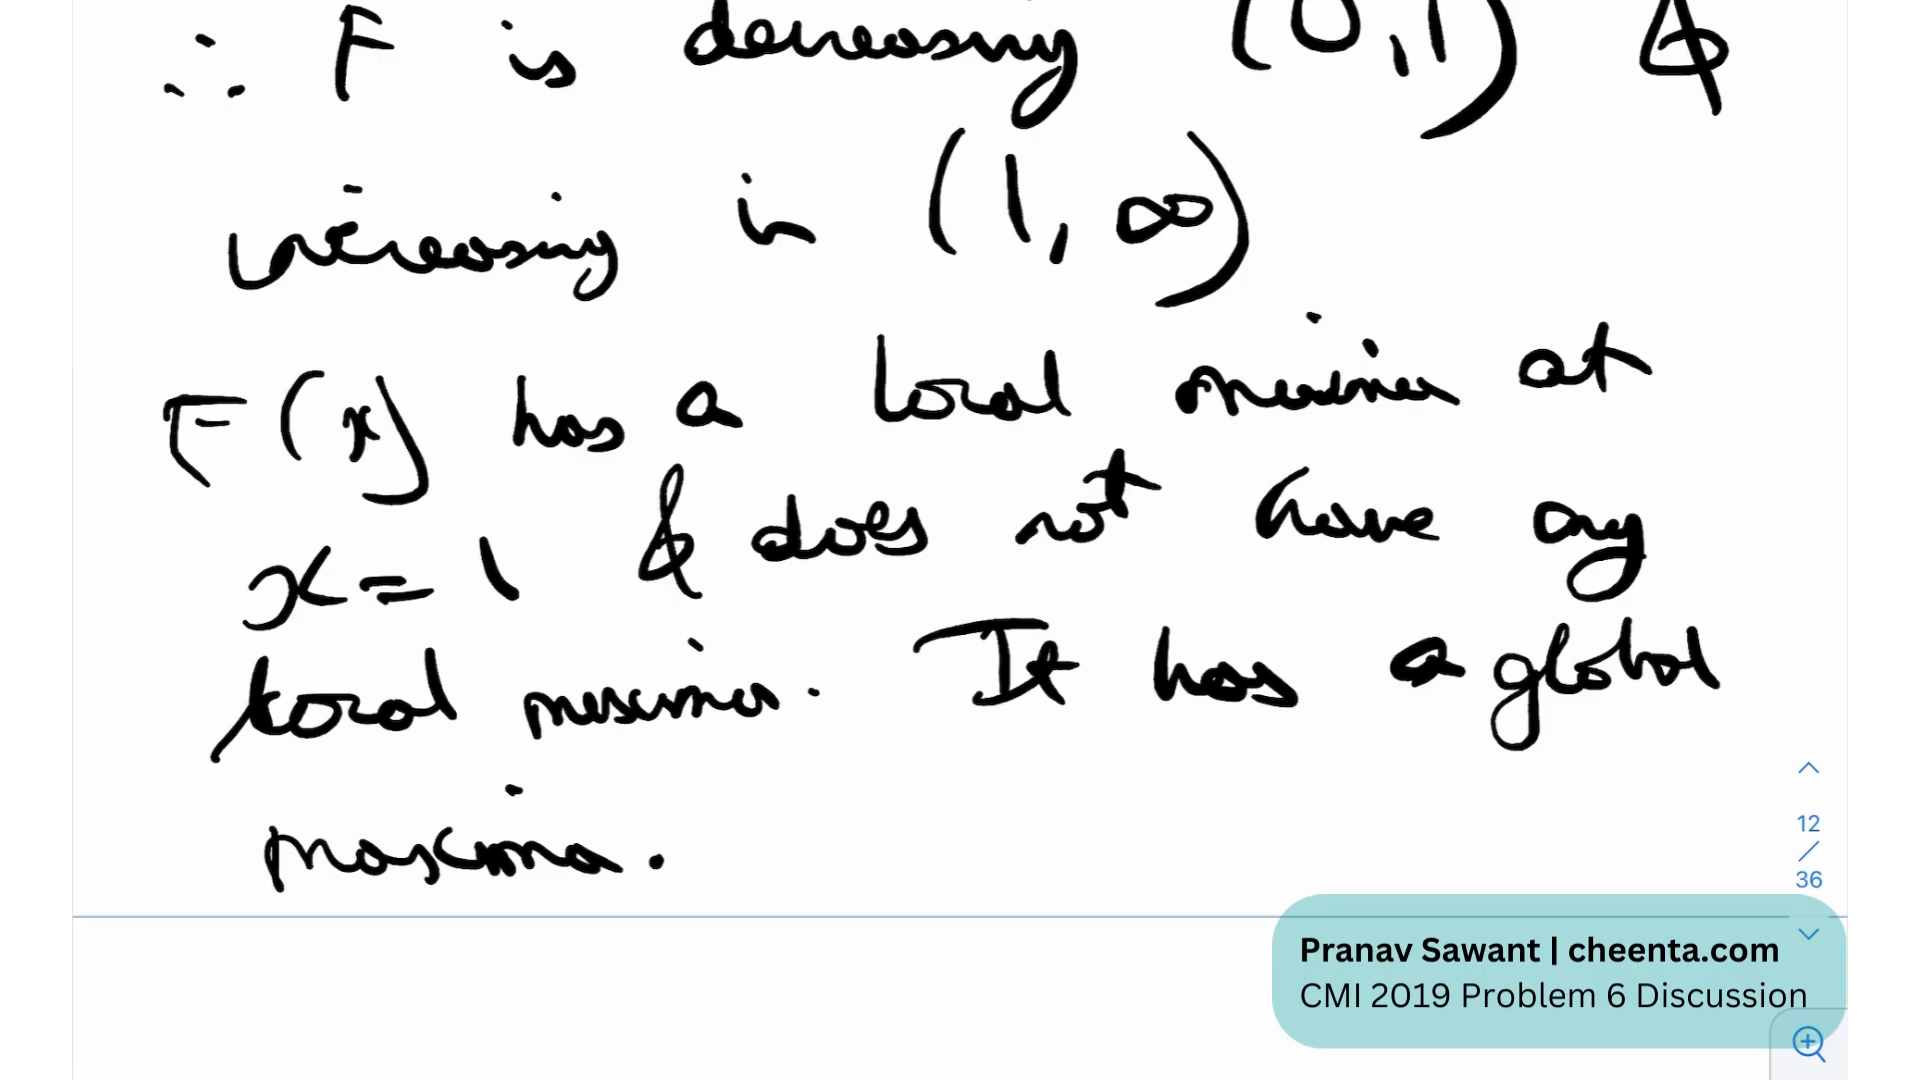 ∴ F is decreasing (0,1) &
increasing in (1, ∞)
F(x) has a local at
x = 1 & does not have any
local maxima. It has a global
maxima.
12
/
36
Pranav Sawant | cheenta.com
CMI 2019 Problem 6 Discussion